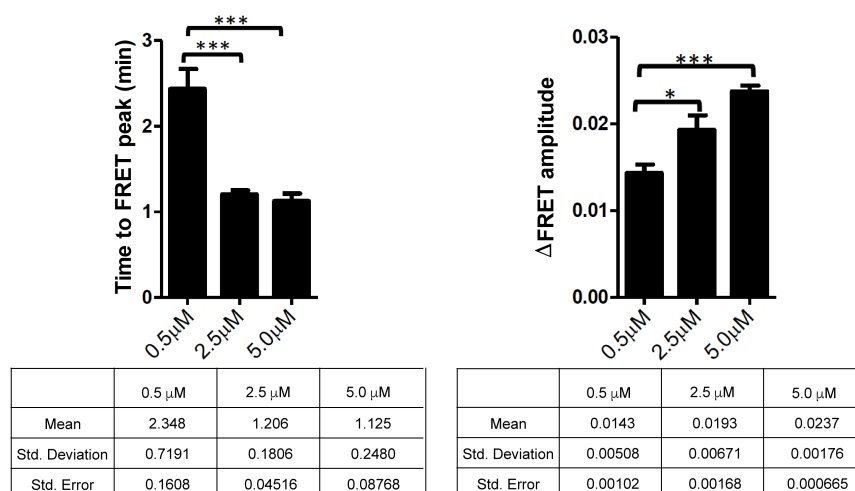 ***
***
3
2
1
0
Time to FRET peak (min)
0.5μM
2.5μM
5.0μM
***
*
0.03
0.02
0.01
0.00
ΔFRET amplitude
0.5μM
2.5μM
5.0μM
0.5 μM 2.5 μM 5.0 μM
Mean 2.348 1.206 1.125
Std. Deviation 0.7191 0.1806 0.2480
Std. Error 0.1608 0.04516 0.08768
0.5 μM 2.5 μM 5.0 μM
Mean 0.0143 0.0193 0.0237
Std. Deviation 0.00508 0.00671 0.00176
Std. Error 0.00102 0.00168 0.000665